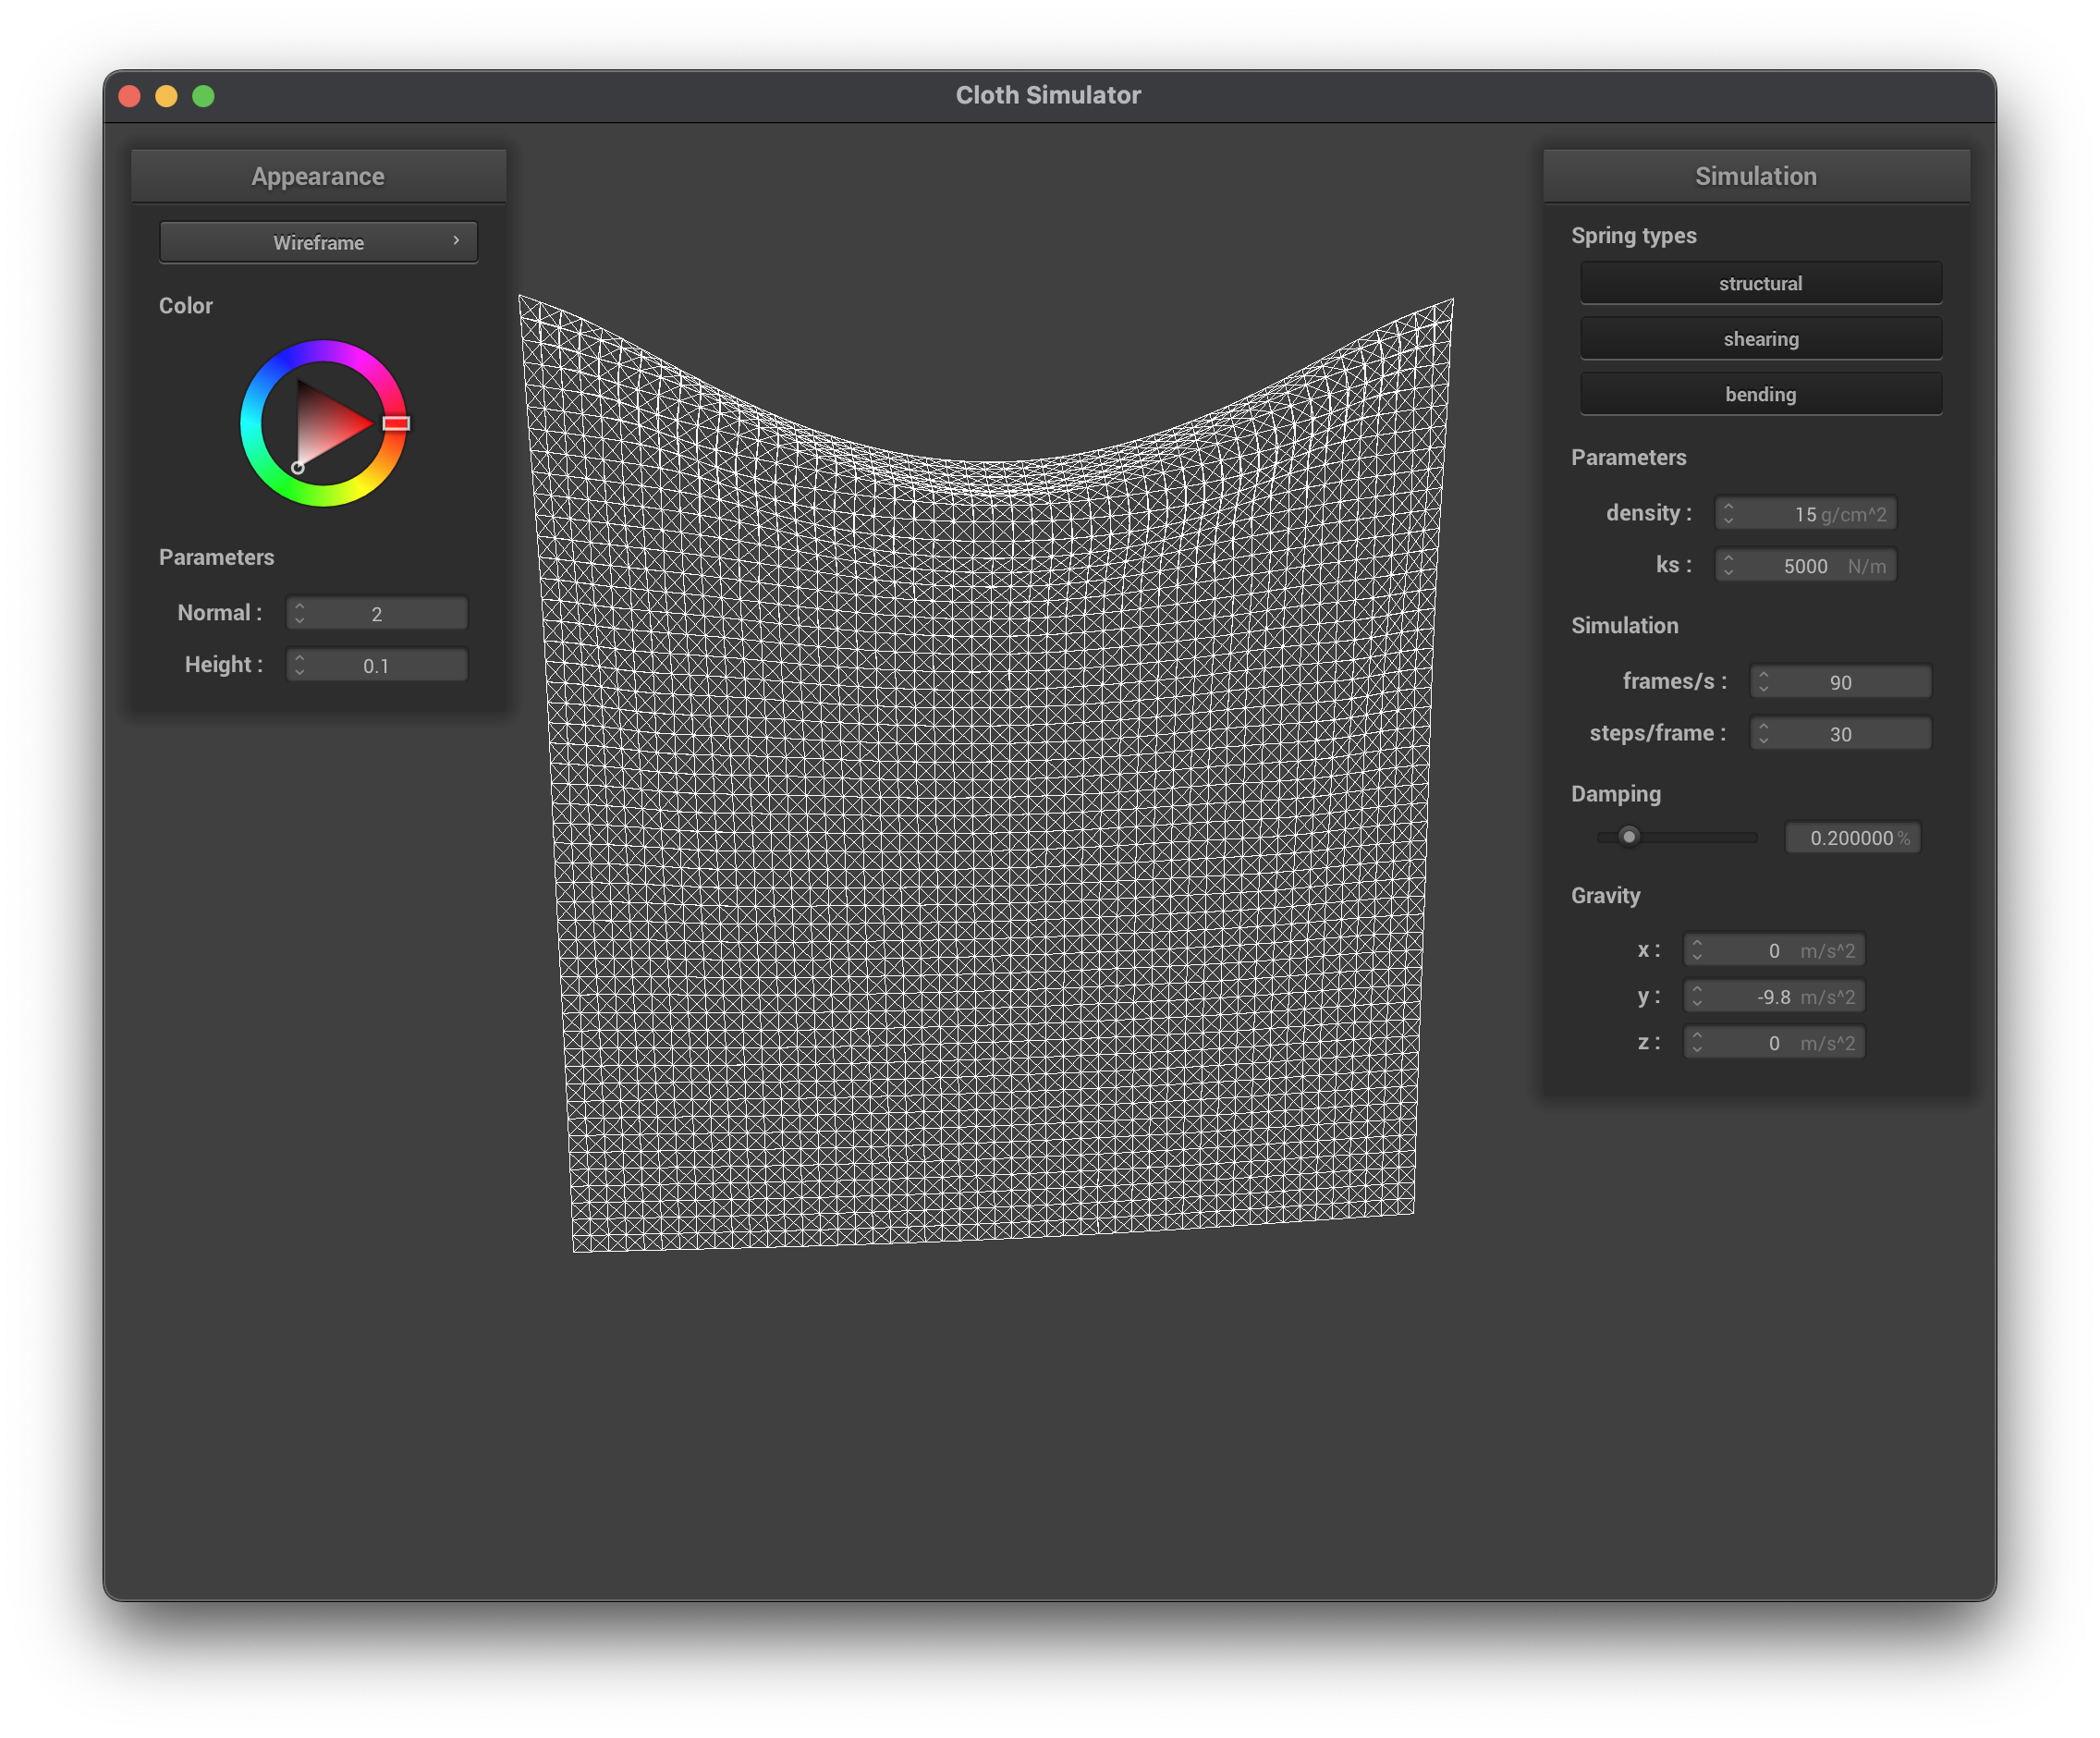 Cloth Simulator
Appearance
Wireframe
Color
Parameters
Normal : 2
Height : 0.1
Simulation
Spring types
structural
shearing
bending
Parameters
density : 15 g/cm^2
ks : 5000 N/m
Simulation
frames/s : 90
steps/frame : 30
Damping
0.200000 %
Gravity
x : 0 m/s^2
y : -9.8 m/s^2
z : 0 m/s^2